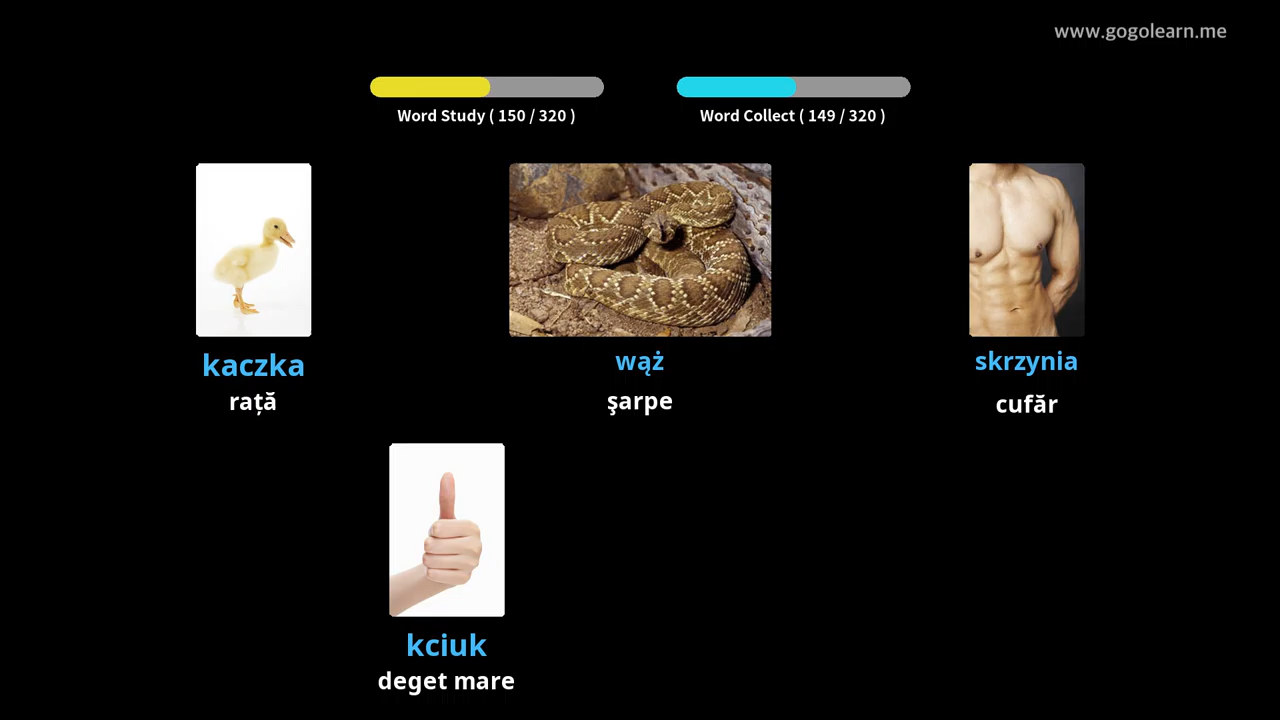 www.gogolearn.me
Word Study ( 150 / 320 )
Word Collect ( 149 / 320 )
kaczka
rață
wąż
şarpe
skrzynia
cufăr
kciuk
deget mare